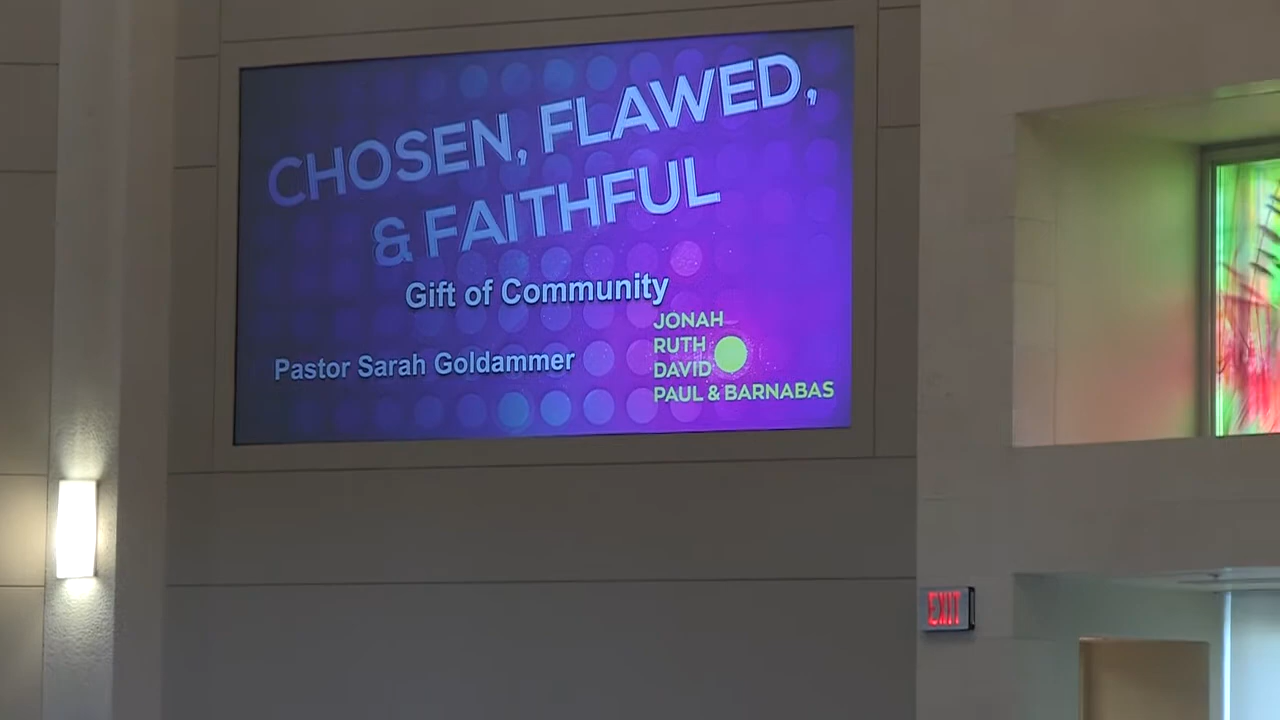 CHOSEN, FLAWED,
& FAITHFUL
Gift of Community
Pastor Sarah Goldammer
JONAH
RUTH
DAVID
PAUL & BARNABAS
EXIT